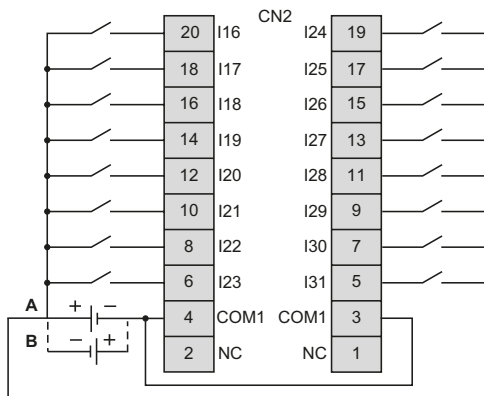 CN2
20 I16 I24 19
18 I17 I25 17
16 I18 I26 15
14 I19 I27 13
12 I20 I28 11
10 I21 I29 9
8 I22 I30 7
6 I23 I31 5
A + − 4 COM1 COM1 3
B − + 2 NC NC 1